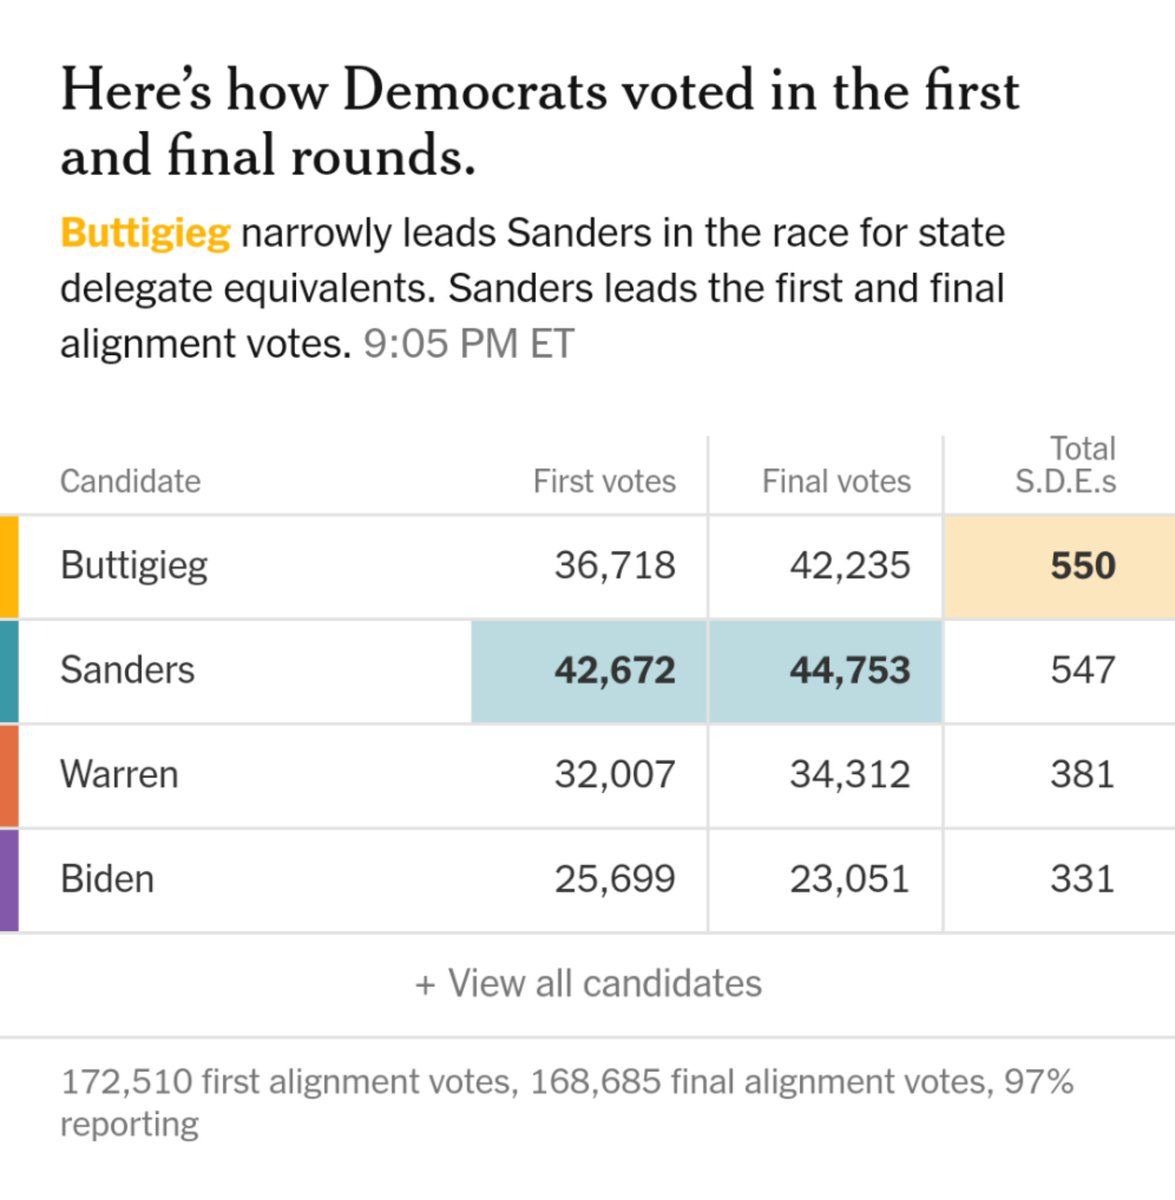 Here’s how Democrats voted in the first
and final rounds.
Buttigieg narrowly leads Sanders in the race for state
delegate equivalents. Sanders leads the first and final
alignment votes. 9:05 PM ET
Candidate First votes Final votes Total S.D.E.s
Buttigieg 36,718 42,235 550
Sanders 42,672 44,753 547
Warren 32,007 34,312 381
Biden 25,699 23,051 331
+ View all candidates
172,510 first alignment votes, 168,685 final alignment votes, 97%
reporting